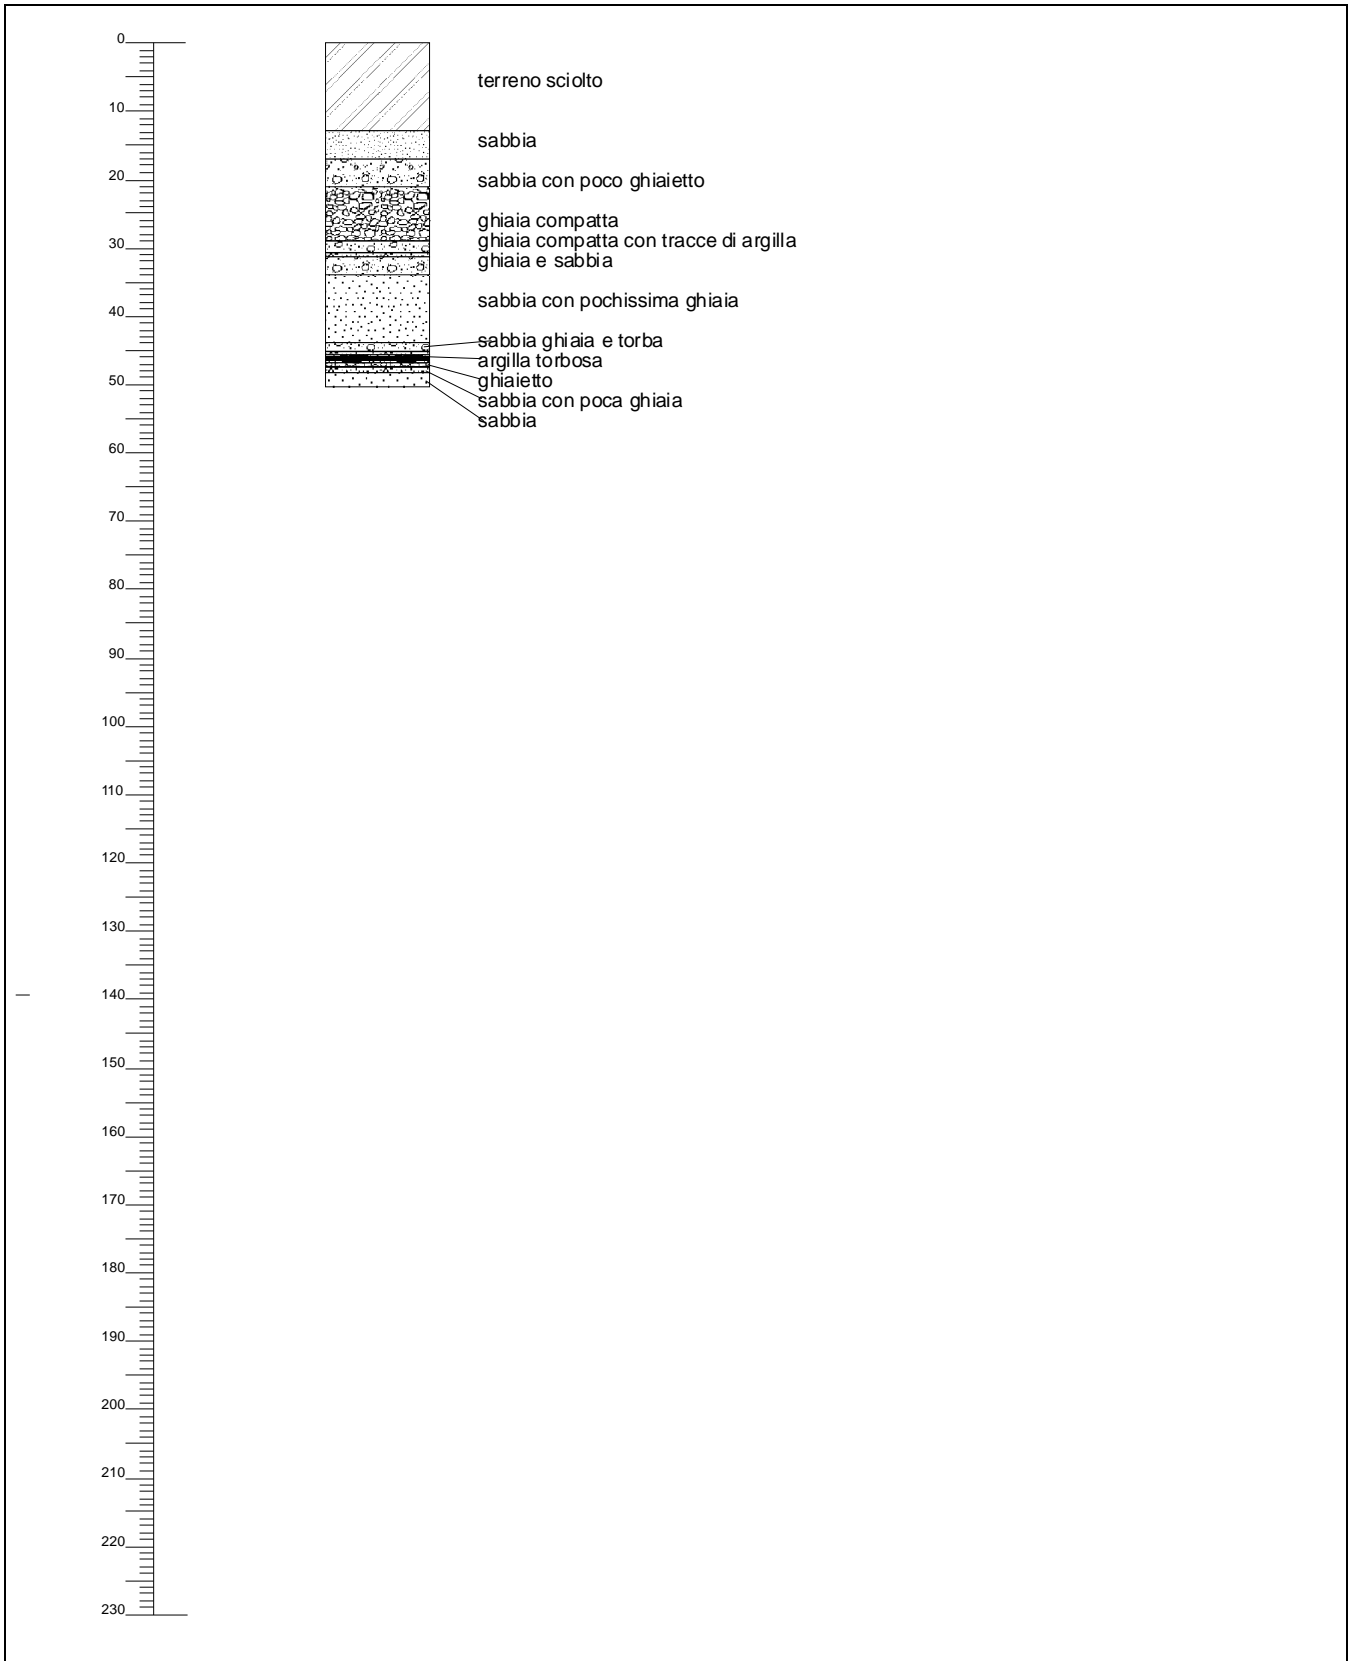 0
terreno sciolto
10
sabbia
20
sabbia con poco ghiaietto
ghiaia compatta
30
ghiaia compatta con tracce di argilla
ghiaia e sabbia
40
sabbia con pochissima ghiaia
sabbia ghiaia e torba
argilla torbosa
50
ghiaietto
sabbia con poca ghiaia
sabbia
60
70
80
90
100
110
120
130
140
150
160
170
180
190
200
210
220
230